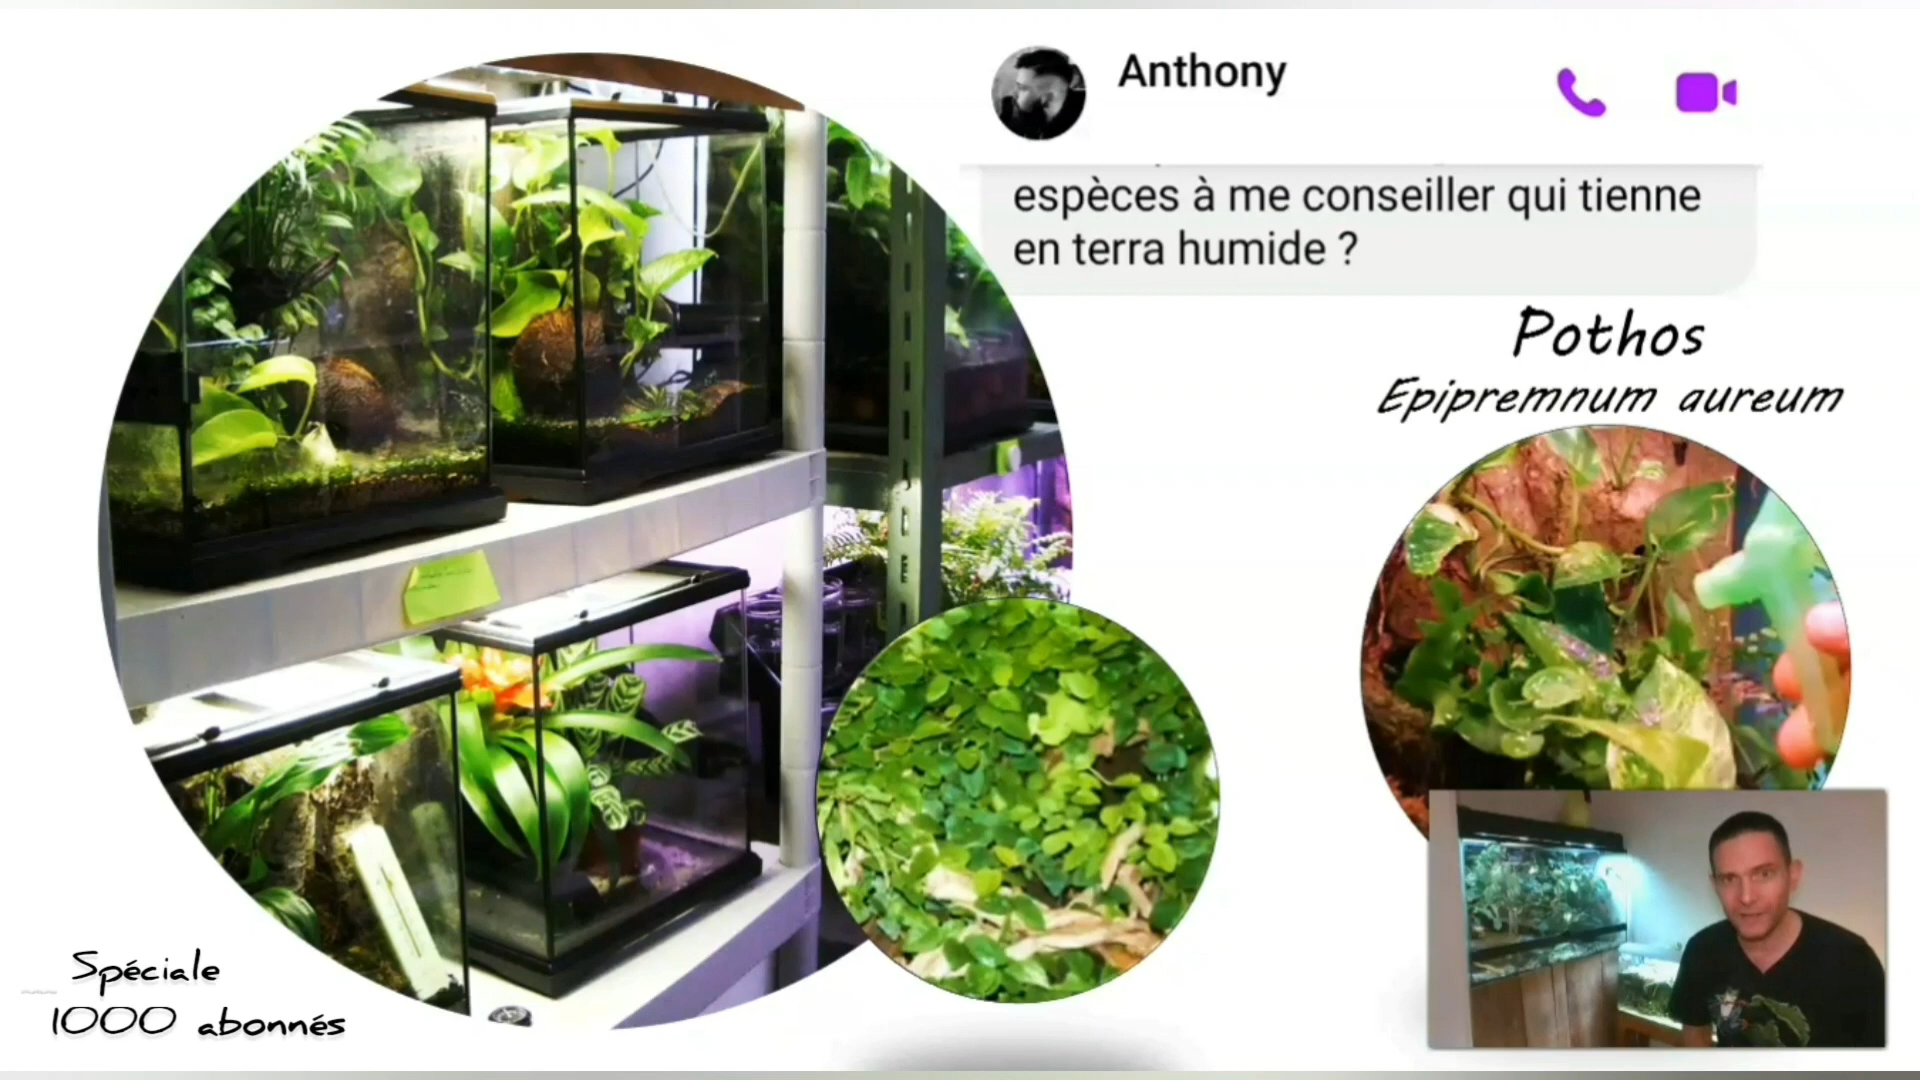 Anthony
espèces à me conseiller qui tienne
en terra humide ?
Pothos
Epipremnum aureum
Spéciale
1000 abonnés